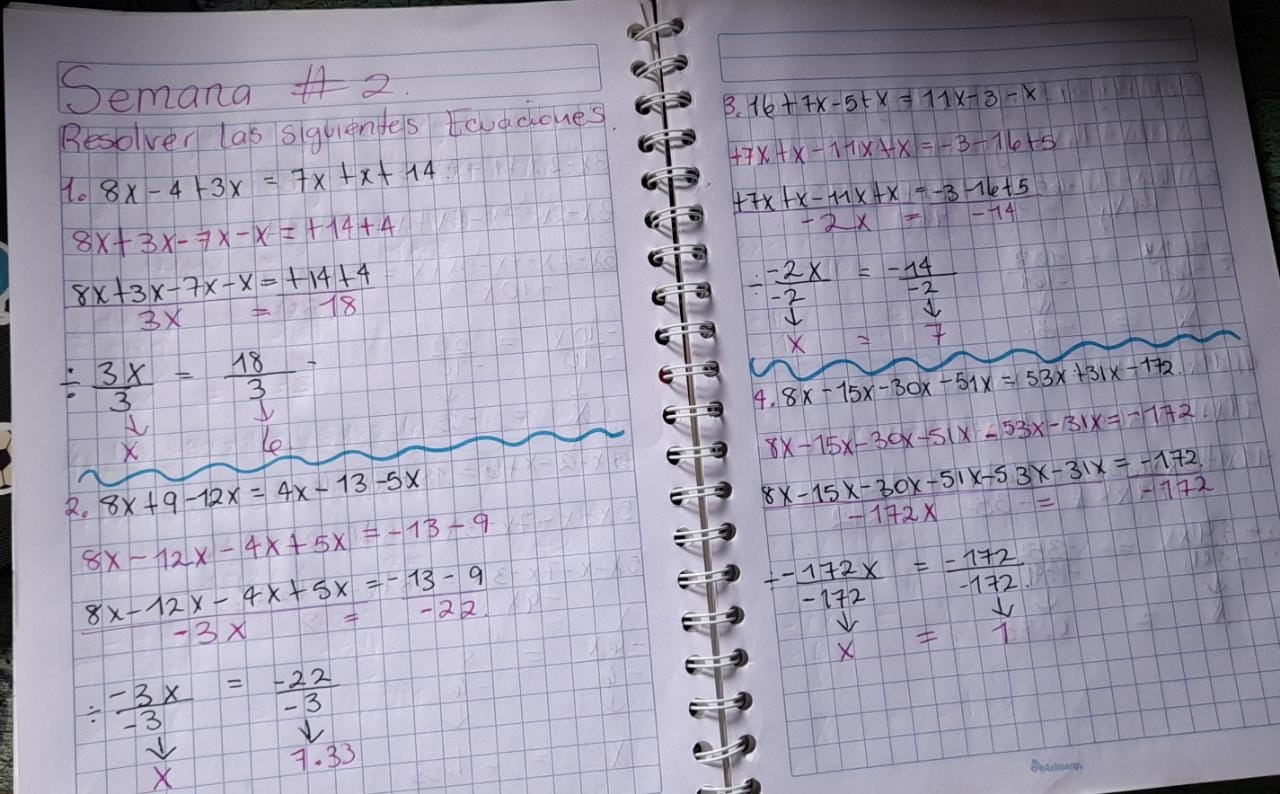 Semana # 2.
Resolver las siguientes Ecuaciones.
1. 8x - 4 + 3x = 7x + x + 14
8x + 3x - 7x - x = + 14 + 4
8x + 3x - 7x - x = + 14 + 4
3x = 18
÷ 3x/3 = 18/3
↓ ↓
x 6
2. 8x + 9 - 12x = 4x - 13 - 5x
8x - 12x - 4x + 5x = - 13 - 9
8x - 12x - 4x + 5x = - 13 - 9
-3x = -22
÷ -3x/-3 = -22/-3
↓ ↓
x 7.33
3. 16 + 7x - 5 + x = 11x - 3 - x
+7x + x - 11x + x = - 3 - 16 + 5
+7x + x - 11x + x = - 3 - 16 + 5
-2x = -14
÷ -2x/-2 = -14/-2
↓ ↓
x = 7
4. 8x - 15x - 30x - 51x = 53x + 31x - 172.
8x - 15x - 30x - 51x - 53x - 31x = - 172
8x - 15x - 30x - 51x - 53x - 31x = - 172
-172x = -172
÷ -172x/-172 = -172/-172.
↓ ↓
x = 1
Arimany.